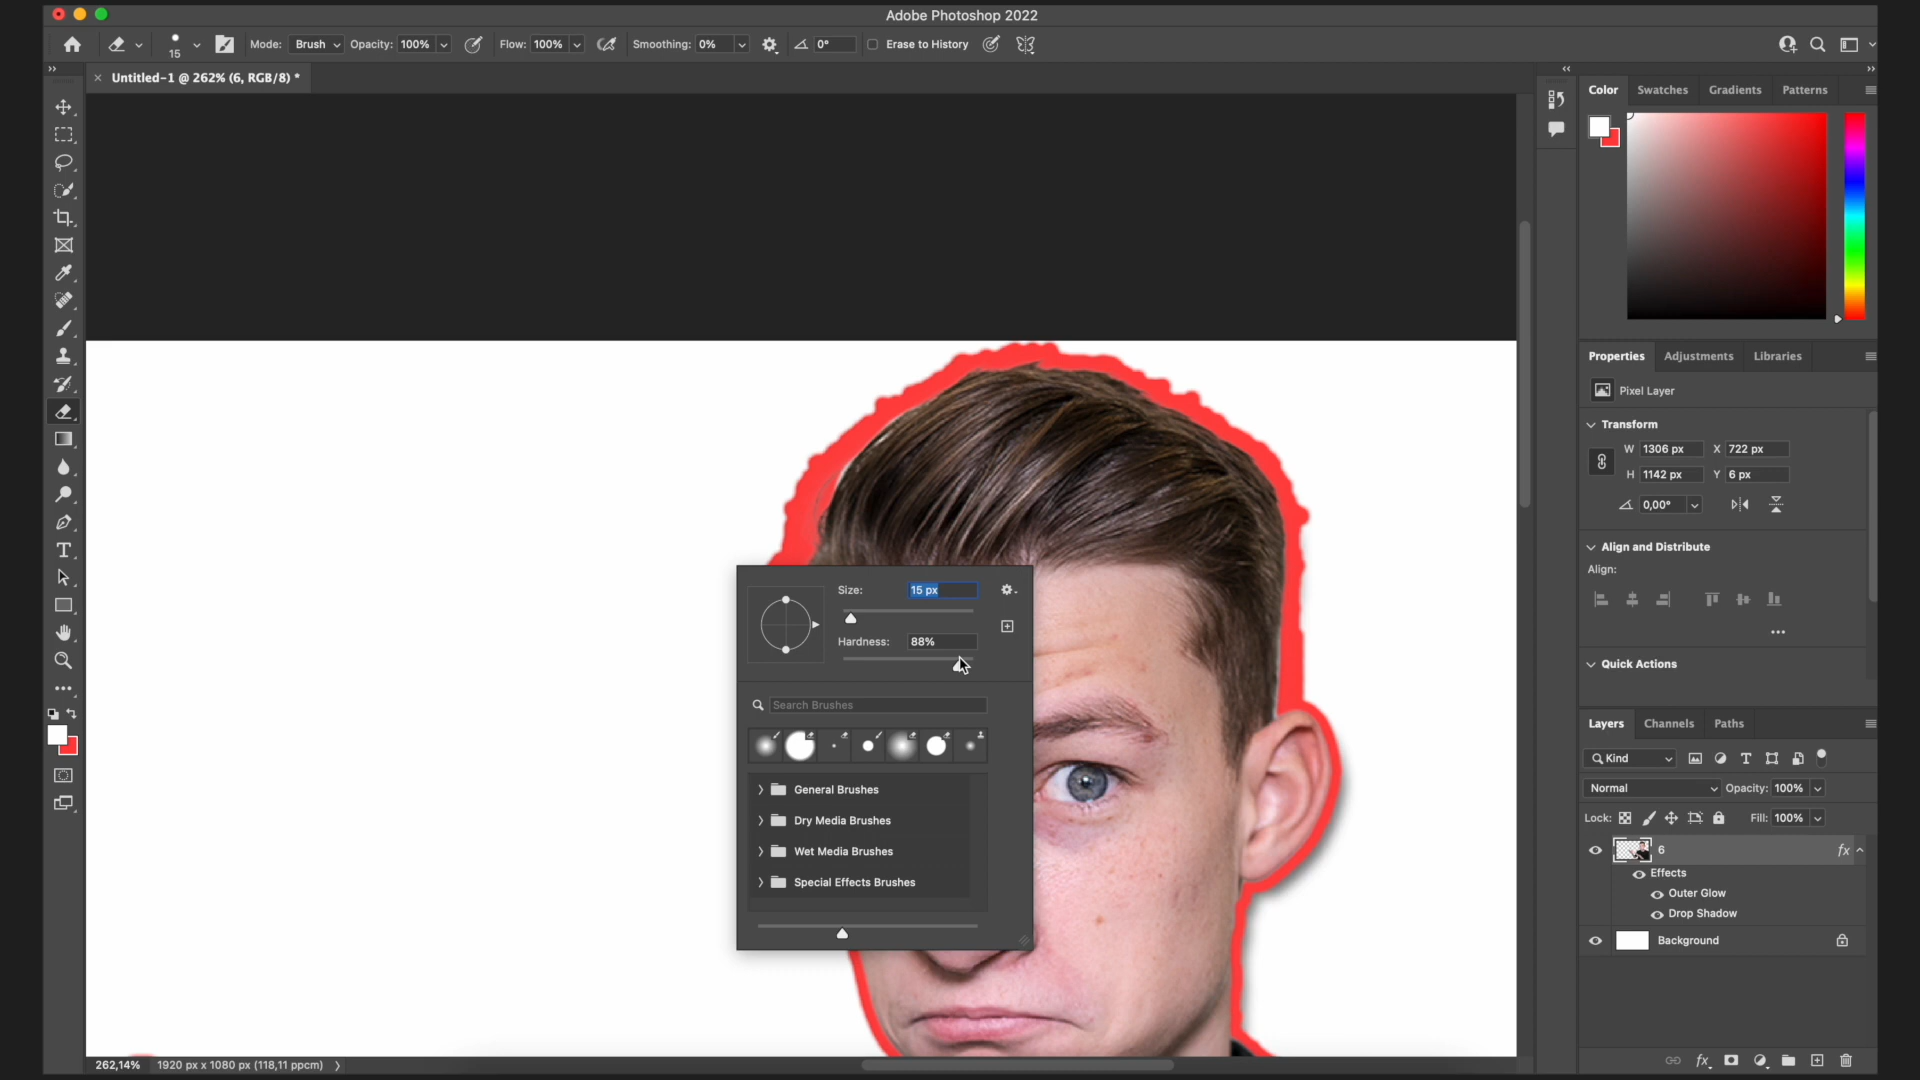 Adobe Photoshop 2022
15
Mode: Brush
Opacity: 100%
Flow: 100%
Smoothing: 0%
0°
Erase to History
Untitled-1 @ 262% (6, RGB/8) *
Color
Swatches
Gradients
Patterns
Properties
Adjustments
Libraries
Pixel Layer
Transform
W 1306 px X 722 px
H 1142 px Y 6 px
0,00°
Align and Distribute
Align:
Quick Actions
Size: 15 px
Hardness: 88%
Search Brushes
General Brushes
Dry Media Brushes
Wet Media Brushes
Special Effects Brushes
Layers
Channels
Paths
Kind
Normal Opacity: 100%
Lock: Fill: 100%
6 fx
Effects
Outer Glow
Drop Shadow
Background
fx
262,14% 1920 px x 1080 px (118,11 ppcm)